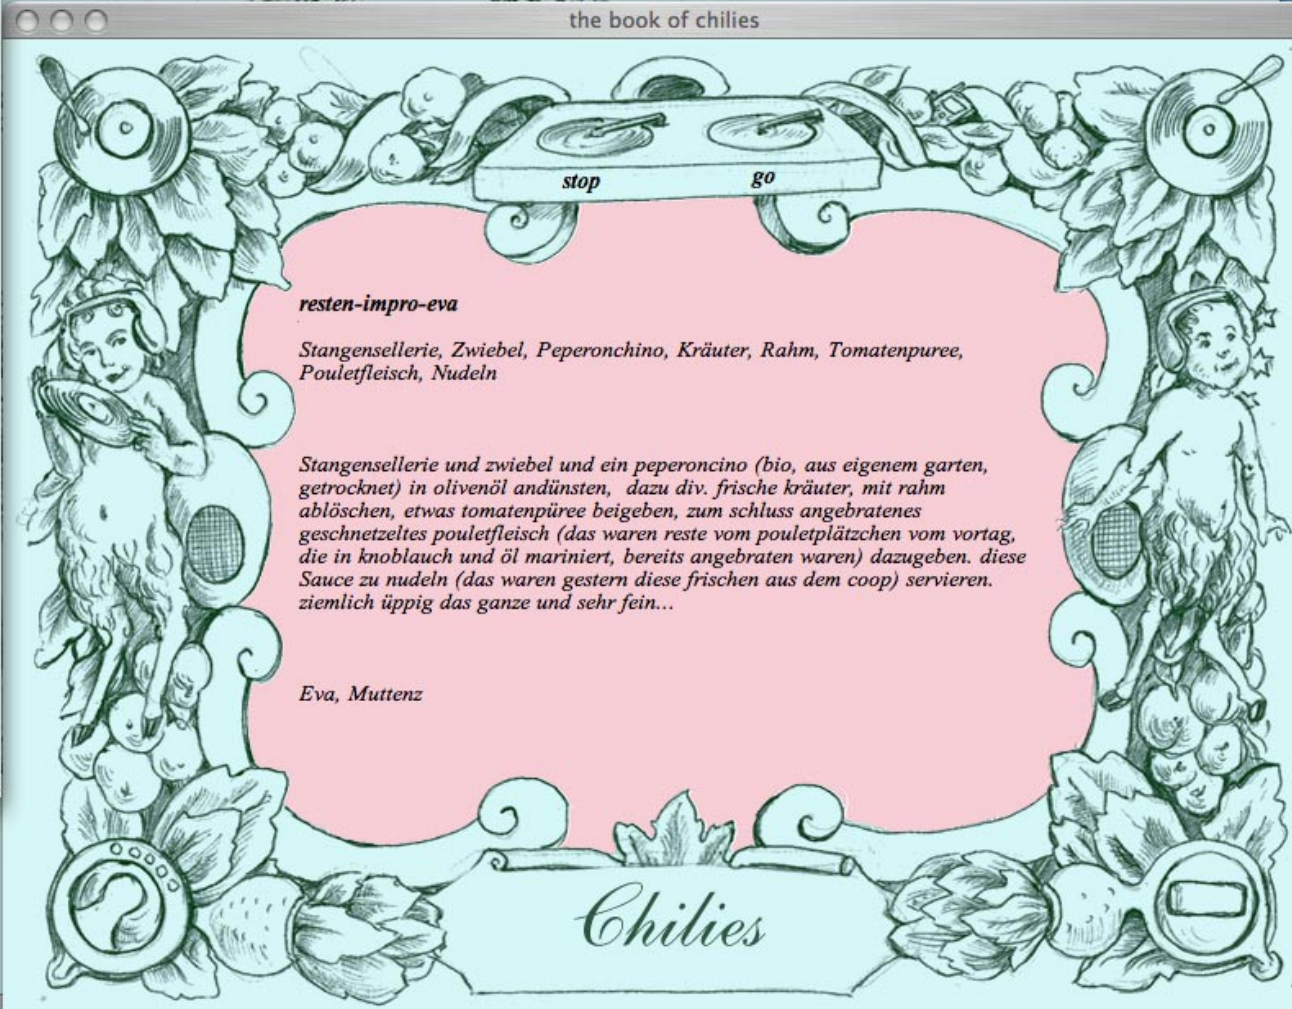 the book of chilies
stop
go
resten-impro-eva
Stangensellerie, Zwiebel, Peperonchino, Kräuter, Rahm, Tomatenpuree,
Pouletfleisch, Nudeln
Stangensellerie und zwiebel und ein peperoncino (bio, aus eigenem garten,
getrocknet) in olivenöl andünsten,  dazu div. frische kräuter, mit rahm
ablöschen, etwas tomatenpüree beigeben, zum schluss angebratenes
geschnetzeltes pouletfleisch (das waren reste vom pouletplätzchen vom vortag,
die in knoblauch und öl mariniert, bereits angebraten waren) dazugeben. diese
Sauce zu nudeln (das waren gestern diese frischen aus dem coop) servieren.
ziemlich üppig das ganze und sehr fein...
Eva, Muttenz
Chilies